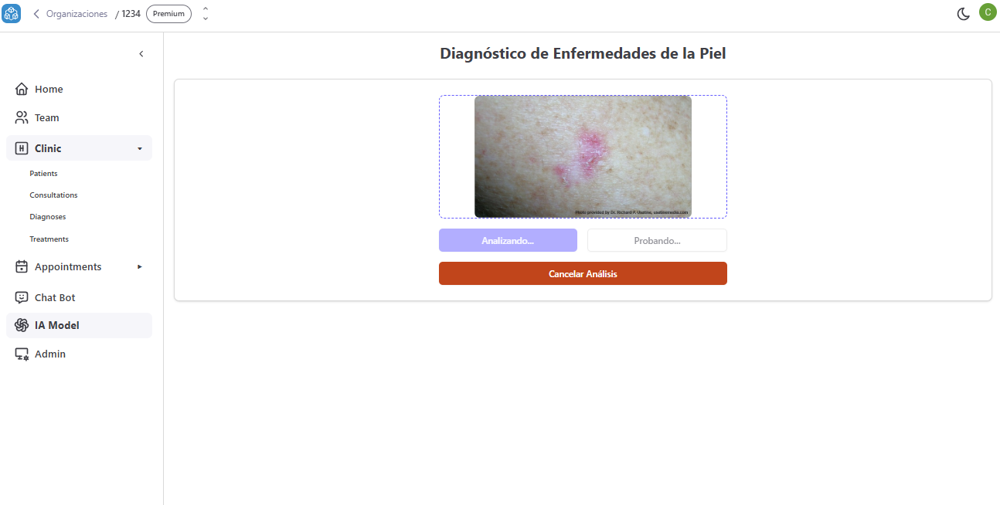 Organizaciones / 1234 Premium
C
Diagnóstico de Enfermedades de la Piel
Home
Team
Clinic
Patients
Consultations
Diagnoses
Treatments
Appointments
Chat Bot
IA Model
Admin
Photo provided by Dr. Richard P. Usatine, usatinemedia.com
Analizando... Probando...
Cancelar Análisis